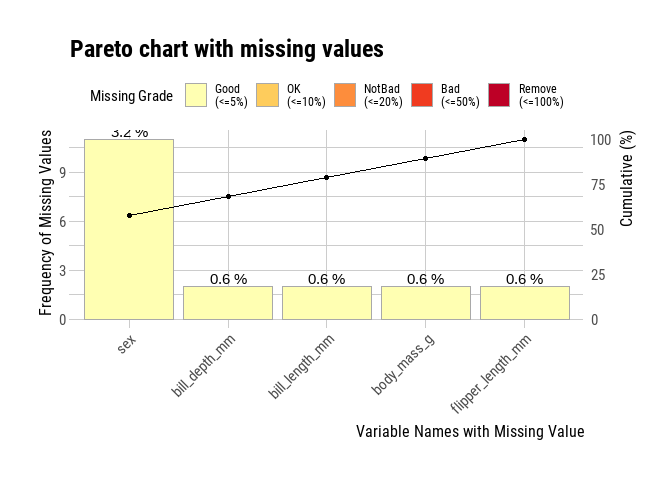 Pareto chart with missing values
Missing Grade
Good
(<=5%)
OK
(<=10%)
NotBad
(<=20%)
Bad
(<=50%)
Remove
(<=100%)
Frequency of Missing Values
9
6
3
0
3.2 %
0.6 %
0.6 %
0.6 %
0.6 %
100
75
50
25
0
Cumulative (%)
sex
bill_depth_mm
bill_length_mm
body_mass_g
flipper_length_mm
Variable Names with Missing Value